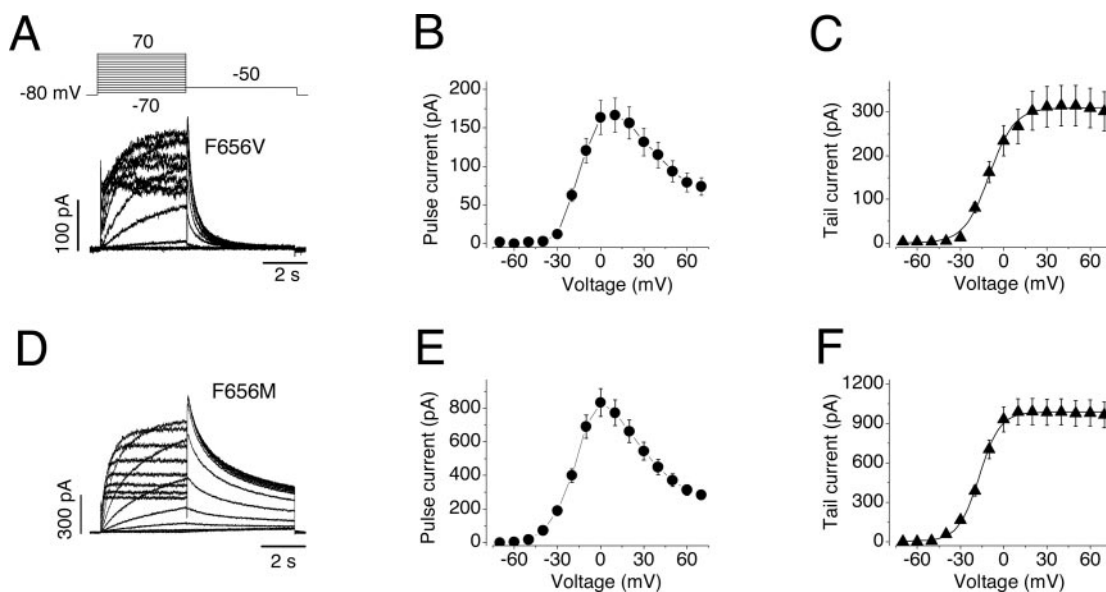 A
70
-80 mV
-50
-70
F656V
100 pA
2 s
B
Pulse current (pA)
200
150
100
50
0
-60 -30 0 30 60
Voltage (mV)
C
Tail current (pA)
300
200
100
0
-60 -30 0 30 60
Voltage (mV)
D
F656M
300 pA
2 s
E
Pulse current (pA)
800
600
400
200
0
-60 -30 0 30 60
Voltage (mV)
F
Tail current (pA)
1200
900
600
300
0
-60 -30 0 30 60
Voltage (mV)